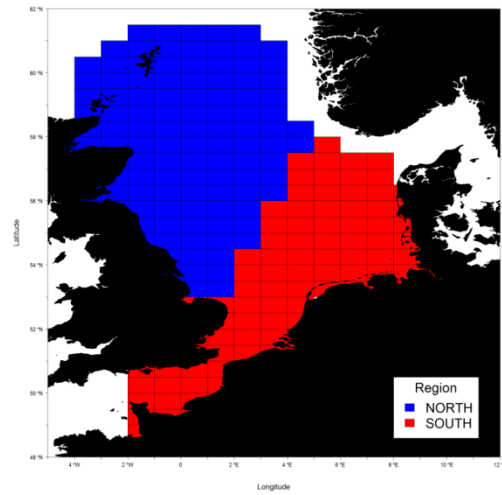 62 °N
60 °N
58 °N
56 °N
54 °N
52 °N
50 °N
48 °N
Latitude
4 °W
2 °W
0
2 °E
4 °E
6 °E
8 °E
10 °E
12 °E
Longitude
Region
NORTH
SOUTH